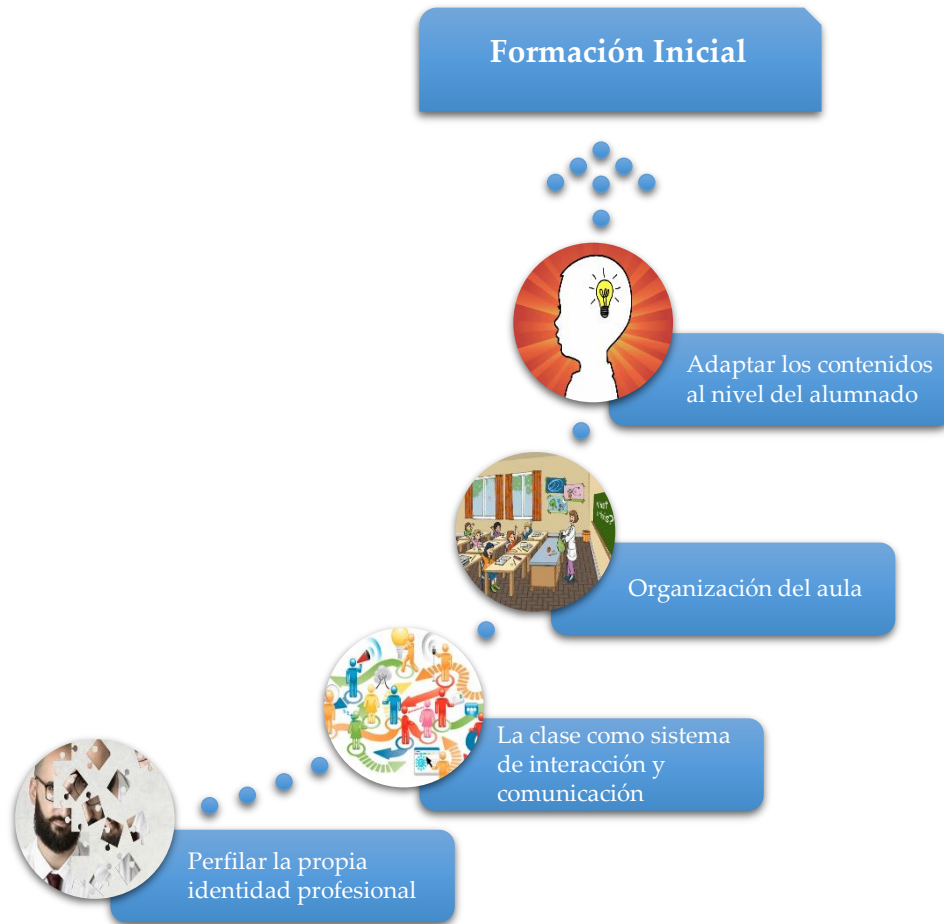 Formación Inicial
Adaptar los contenidos
al nivel del alumnado
Organización del aula
La clase como sistema
de interacción y
comunicación
Perfilar la propia
identidad profesional